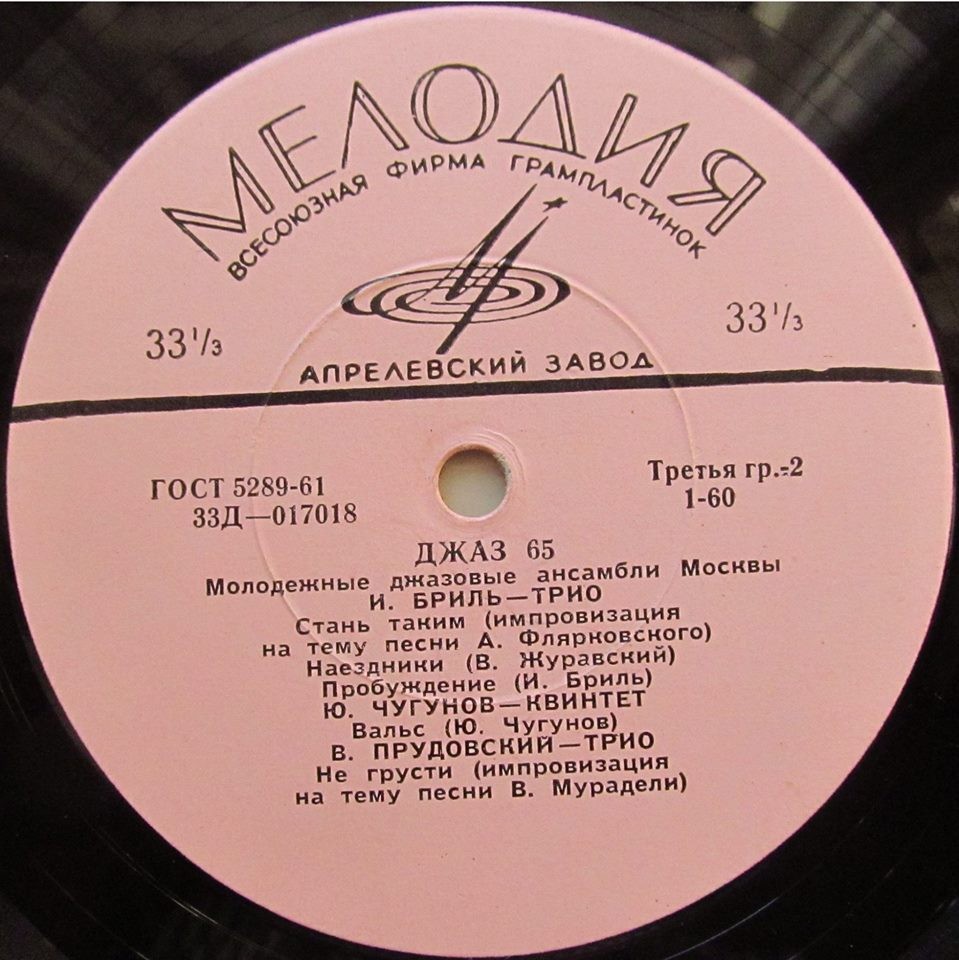 МЕЛОДИЯ
ВСЕСОЮЗНАЯ ФИРМА ГРАМПЛАСТИНОК
33⅓
33⅓
АПРЕЛЕВСКИЙ ЗАВОД
ГОСТ 5289-61
33Д—017018
Третья гр.-2
1-60
ДЖАЗ 65
Молодежные джазовые ансамбли Москвы
И. БРИЛЬ—ТРИО
Стань таким (импровизация
на тему песни А. Флярковского)
Наездники (В. Журавский)
Пробуждение (И. Бриль)
Ю. ЧУГУНОВ—КВИНТЕТ
Вальс (Ю. Чугунов)
В. ПРУДОВСКИЙ—ТРИО
Не грусти (импровизация
на тему песни В. Мурадели)